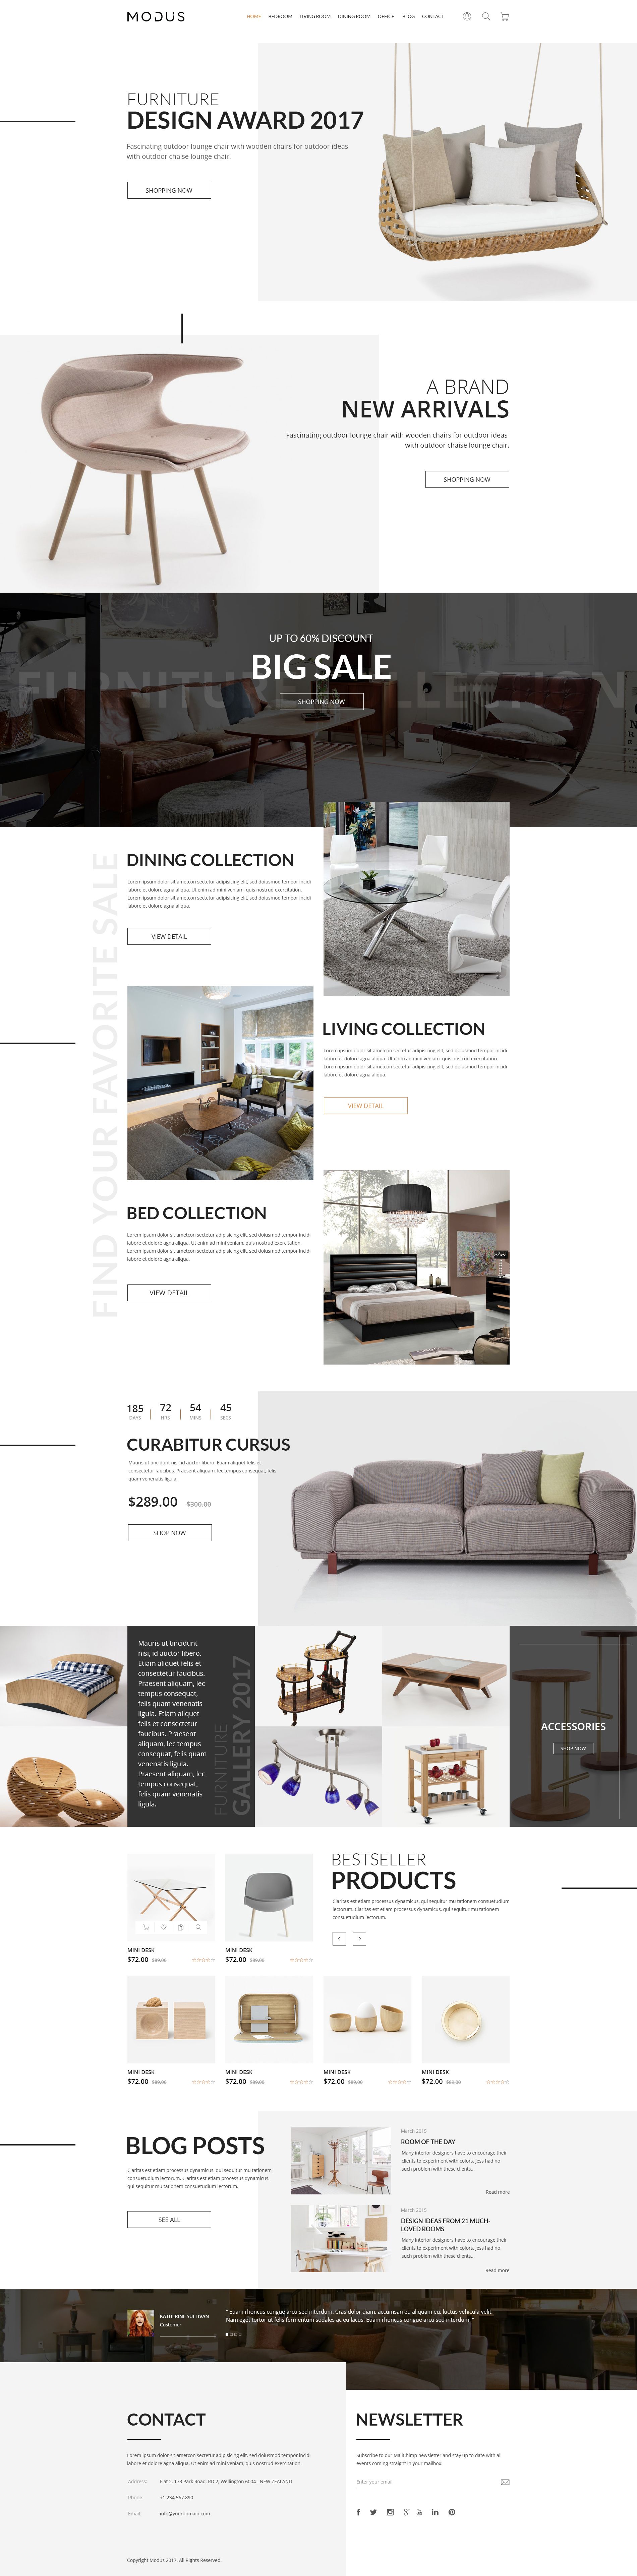 MODUS
HOME BEDROOM LIVING ROOM DINING ROOM OFFICE BLOG CONTACT
FURNITURE
DESIGN AWARD 2017
Fascinating outdoor lounge chair with wooden chairs for outdoor ideas
with outdoor chaise lounge chair.
SHOPPING NOW
A BRAND
NEW ARRIVALS
Fascinating outdoor lounge chair with wooden chairs for outdoor ideas
with outdoor chaise lounge chair.
SHOPPING NOW
FURNITURE COLLECTION
UP TO 60% DISCOUNT
BIG SALE
SHOPPING NOW
FIND YOUR FAVORITE SALE
DINING COLLECTION
Lorem ipsum dolor sit ametcon sectetur adipisicing elit, sed doiusmod tempor incidi
labore et dolore agna aliqua. Ut enim ad mini veniam, quis nostrud exercitation.
Lorem ipsum dolor sit ametcon sectetur adipisicing elit, sed doiusmod tempor incidi
labore et dolore agna aliqua.
VIEW DETAIL
LIVING COLLECTION
Lorem ipsum dolor sit ametcon sectetur adipisicing elit, sed doiusmod tempor incidi
labore et dolore agna aliqua. Ut enim ad mini veniam, quis nostrud exercitation.
Lorem ipsum dolor sit ametcon sectetur adipisicing elit, sed doiusmod tempor incidi
labore et dolore agna aliqua.
VIEW DETAIL
BED COLLECTION
Lorem ipsum dolor sit ametcon sectetur adipisicing elit, sed doiusmod tempor incidi
labore et dolore agna aliqua. Ut enim ad mini veniam, quis nostrud exercitation.
Lorem ipsum dolor sit ametcon sectetur adipisicing elit, sed doiusmod tempor incidi
labore et dolore agna aliqua.
VIEW DETAIL
185 72 54 45
DAYS HRS MINS SECS
CURABITUR CURSUS
Mauris ut tincidunt nisi, id auctor libero. Etiam aliquet felis et
consectetur faucibus. Praesent aliquam, lec tempus consequat, felis
quam venenatis ligula.
$289.00 $300.00
SHOP NOW
Mauris ut tincidunt
nisi, id auctor libero.
Etiam aliquet felis et
consectetur faucibus.
Praesent aliquam, lec
tempus consequat,
felis quam venenatis
ligula. Etiam aliquet
felis et consectetur
faucibus. Praesent
aliquam, lec tempus
consequat, felis quam
venenatis ligula.
Praesent aliquam, lec
tempus consequat,
felis quam venenatis
ligula.
FURNITURE
GALLERY 2017
ACCESSORIES
SHOP NOW
BESTSELLER
PRODUCTS
Claritas est etiam processus dynamicus, qui sequitur mu tationem consuetudium
lectorum. Claritas est etiam processus dynamicus, qui sequitur mu tationem
consuetudium lectorum.
MINI DESK
$72.00 $89.00
MINI DESK
$72.00 $89.00
MINI DESK
$72.00 $89.00
MINI DESK
$72.00 $89.00
MINI DESK
$72.00 $89.00
MINI DESK
$72.00 $89.00
BLOG POSTS
Claritas est etiam processus dynamicus, qui sequitur mu tationem
consuetudium lectorum. Claritas est etiam processus dynamicus,
qui sequitur mu tationem consuetudium lectorum.
SEE ALL
March 2015
ROOM OF THE DAY
Many interior designers have to encourage their
clients to experiment with colors. Jess had no
such problem with these clients...
Read more
March 2015
DESIGN IDEAS FROM 21 MUCH-
LOVED ROOMS
Many interior designers have to encourage their
clients to experiment with colors. Jess had no
such problem with these clients...
Read more
KATHERINE SULLIVAN
Customer
" Etiam rhoncus congue arcu sed interdum. Cras dolor diam, accumsan eu aliquam eu, luctus vehicula velit.
Nam eget tortor ut felis fermentum sodales ac eu lacus. Etiam rhoncus congue arcu sed interdum. "
CONTACT
Lorem ipsum dolor sit ametcon sectetur adipisicing elit, sed doiusmod tempor incidi
labore et dolore agna aliqua. Ut enim ad mini veniam, quis nostrud exercitation.
Address: Flat 2, 173 Park Road, RD 2, Wellington 6004 - NEW ZEALAND
Phone: +1.234.567.890
Email: info@yourdomain.com
Copyright Modus 2017. All Rights Reserved.
NEWSLETTER
Subscribe to our MailChimp newsletter and stay up to date with all
events coming straight in your mailbox:
Enter your email